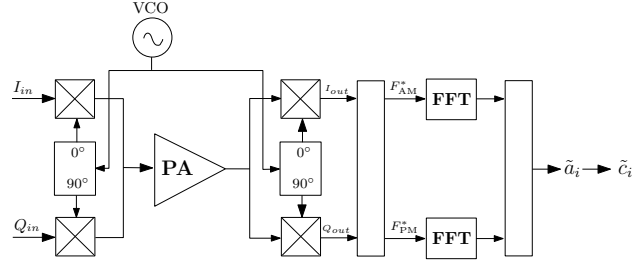 VCO
I_in
I_out
F*_AM
FFT
0°
90°
PA
0°
90°
ã_i
c̃_i
Q_in
Q_out
F*_PM
FFT